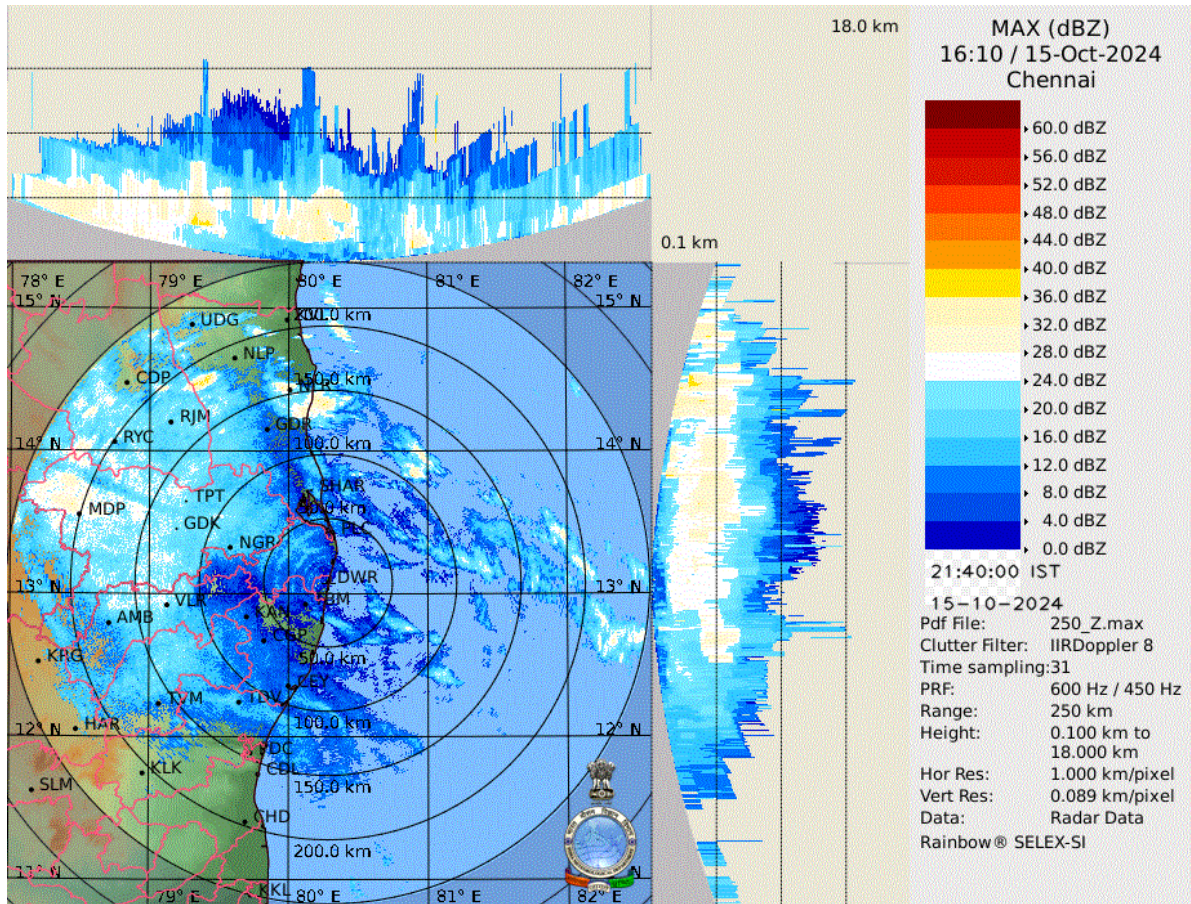 18.0 km
0.1 km
MAX (dBZ)
16:10 / 15-Oct-2024
Chennai
60.0 dBZ
56.0 dBZ
52.0 dBZ
48.0 dBZ
44.0 dBZ
40.0 dBZ
36.0 dBZ
32.0 dBZ
28.0 dBZ
24.0 dBZ
20.0 dBZ
16.0 dBZ
12.0 dBZ
8.0 dBZ
4.0 dBZ
0.0 dBZ
21:40:00 IST
15-10-2024
Pdf File: 250_Z.max
Clutter Filter: IIRDoppler 8
Time sampling:31
PRF: 600 Hz / 450 Hz
Range: 250 km
Height: 0.100 km to
18.000 km
Hor Res: 1.000 km/pixel
Vert Res: 0.089 km/pixel
Data: Radar Data
Rainbow® SELEX-SI
78° E 79° E 80° E 81° E 82° E
15° N 15° N
UDG
NLP
CDP
150.0 km
RJM
GDR
RYC
14° N 100.0 km 14° N
SHAR
TPT
MDP
GDK
NGR
DWR
13° N 13° N
VLR
AMB
CGP
KRG
50.0 km
TVM
TDV
HAR
100.0 km
12° N 12° N
KLK
CDL
SLM
150.0 km
CHD
200.0 km
11° N 11° N
KKL
79° E 80° E 81° E 82° E